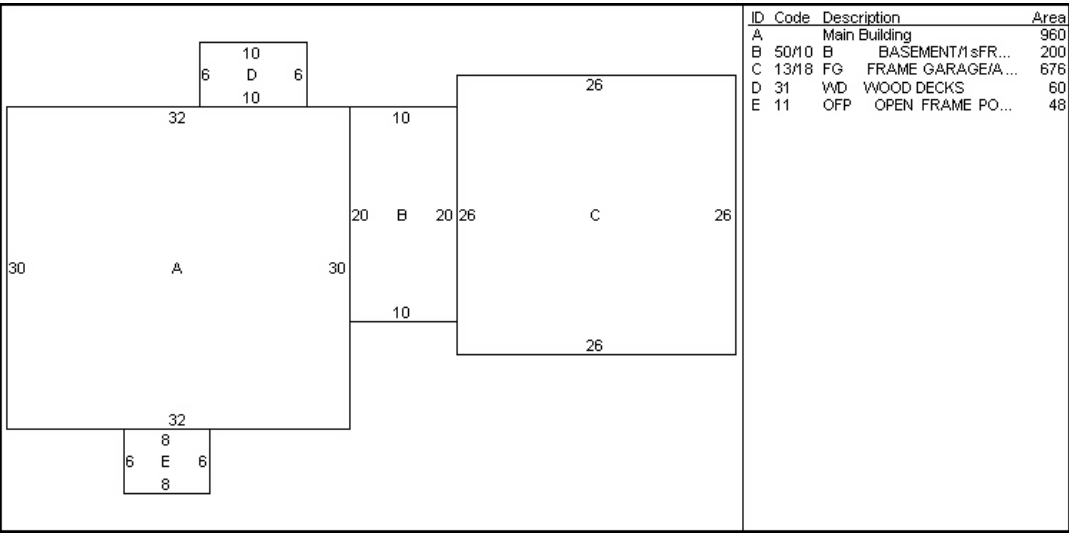 10
6 D 6
10
32
10
26
20 B 20 26 C 26
30 A 30
10
26
32
8
6 E 6
8
ID Code Description Area
A Main Building 960
B 50/10 B BASEMENT/1sFR... 200
C 13/18 FG FRAME GARAGE/A... 676
D 31 WD WOOD DECKS 60
E 11 OFP OPEN FRAME PO... 48